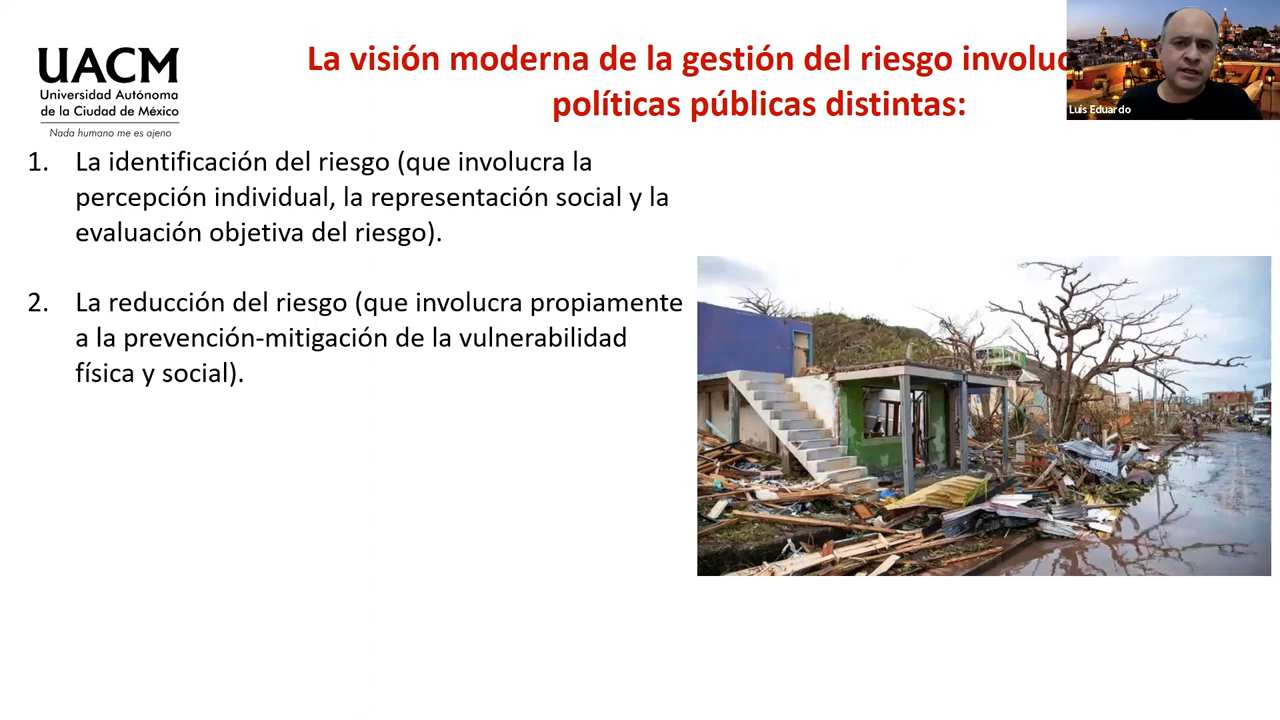 UACM
Universidad Autónoma
de la Ciudad de México
Nada humano me es ajeno
La visión moderna de la gestión del riesgo
políticas públicas distintas:
Luis Eduardo
1. La identificación del riesgo (que involucra la
percepción individual, la representación social y la
evaluación objetiva del riesgo).
2. La reducción del riesgo (que involucra propiamente
a la prevención-mitigación de la vulnerabilidad
física y social).